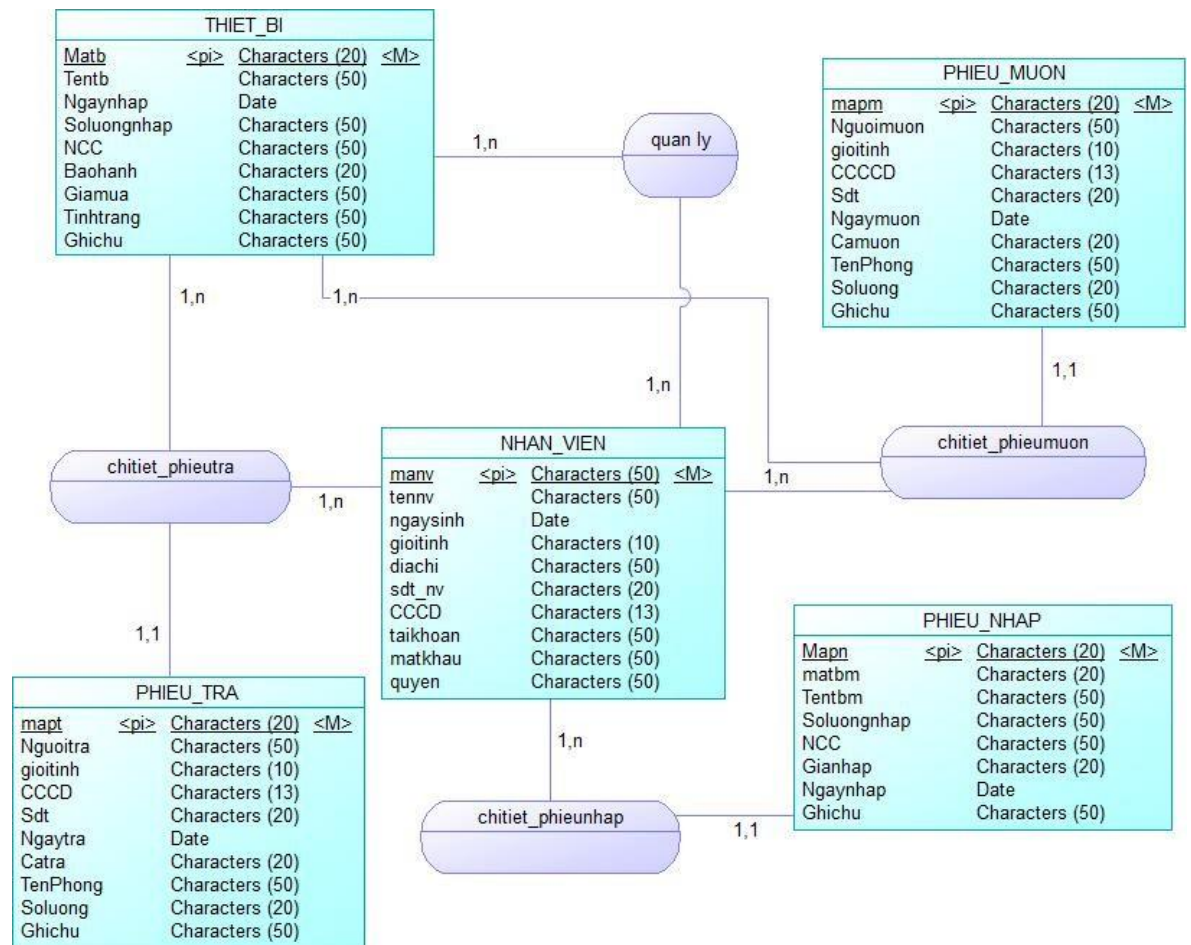 THIET_BI
Matb <pi> Characters (20) <M>
Tentb Characters (50)
Ngaynhap Date
Soluongnhap Characters (50)
NCC Characters (50)
Baohanh Characters (20)
Giamua Characters (50)
Tinhtrang Characters (50)
Ghichu Characters (50)
PHIEU_MUON
mapm <pi> Characters (20) <M>
Nguoimuon Characters (50)
gioitinh Characters (10)
CCCCD Characters (13)
Sdt Characters (20)
Ngaymuon Date
Camuon Characters (20)
TenPhong Characters (50)
Soluong Characters (20)
Ghichu Characters (50)
quan ly
1,n
1,n
1,n
1,n
1,1
chitiet_phieutra
1,n
NHAN_VIEN
manv <pi> Characters (50) <M>
tennv Characters (50)
ngaysinh Date
gioitinh Characters (10)
diachi Characters (50)
sdt_nv Characters (20)
CCCD Characters (13)
taikhoan Characters (50)
matkhau Characters (50)
quyen Characters (50)
1,n
chitiet_phieumuon
1,1
PHIEU_TRA
mapt <pi> Characters (20) <M>
Nguoitra Characters (50)
gioitinh Characters (10)
CCCD Characters (13)
Sdt Characters (20)
Ngaytra Date
Catra Characters (20)
TenPhong Characters (50)
Soluong Characters (20)
Ghichu Characters (50)
1,n
chitiet_phieunhap
1,1
PHIEU_NHAP
Mapn <pi> Characters (20) <M>
matbm Characters (20)
Tentbm Characters (50)
Soluongnhap Characters (50)
NCC Characters (50)
Gianhap Characters (20)
Ngaynhap Date
Ghichu Characters (50)